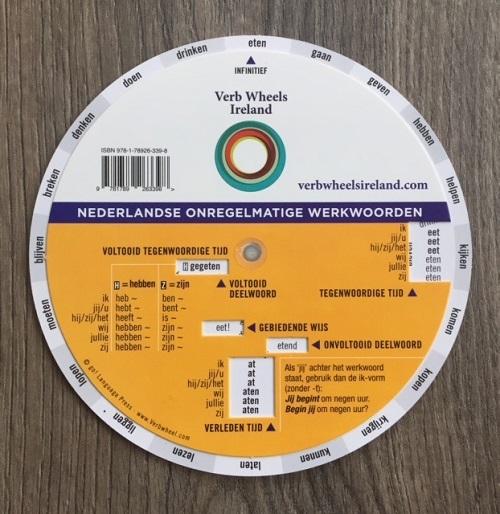 eten
gaan
geven
hebben
helpen
kijken
komen
kopen
krijgen
kunnen
laten
lezen
liggen
lopen
moeten
blijven
breken
denken
doen
drinken
INFINITIEF
Verb Wheels
Ireland
ISBN 978-1-78926-339-8
9 781789 263398 >
verbwheelsireland.com
NEDERLANDSE ONREGELMATIGE WERKWOORDEN
VOLTOOID TEGENWOORDIGE TIJD
H gegeten
VOLTOOID
DEELWOORD
H = hebben Z = zijn
ik heb ~ ben ~
jij/u hebt ~ bent ~
hij/zij/het heeft ~ is ~
wij hebben ~ zijn ~
jullie hebben ~ zijn ~
zij hebben ~ zijn ~
ik
jij/u eet
hij/zij/het eet
wij eten
jullie eten
zij eten
TEGENWOORDIGE TIJD
eet! GEBIEDENDE WIJS
etend ONVOLTOOID DEELWOORD
ik at
jij/u at
hij/zij/het at
wij aten
jullie aten
zij aten
VERLEDEN TIJD
Als 'jij' achter het werkwoord
staat, gebruik dan de ik-vorm
(zonder -t):
Jij begint om negen uur.
Begin jij om negen uur?
© go! Language Press www.Verbwheel.com